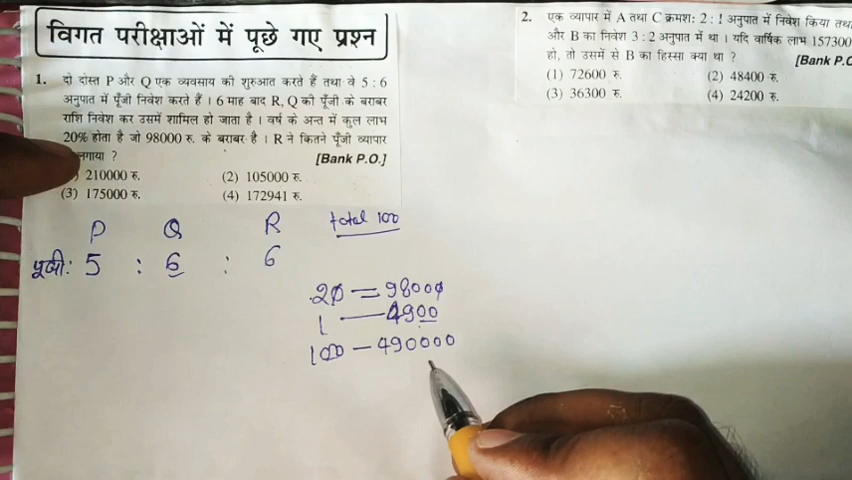 विगत परीक्षाओं में पूछे गए प्रश्न
1. दो दोस्त P और Q एक व्यवसाय की शुरुआत करते हैं तथा वे 5 : 6
अनुपात में पूँजी निवेश करते हैं । 6 माह बाद R, Q की पूँजी के बराबर
राशि निवेश कर उसमें शामिल हो जाता है । वर्ष के अन्त में कुल लाभ
20% होता है जो 98000 रु. के बराबर है । R ने कितने पूँजी व्यापार
लगाया ? [Bank P.O.]
210000 रु. (2) 105000 रु.
(3) 175000 रु. (4) 172941 रु.
2. एक व्यापार में A तथा C क्रमश: 2 : 1 अनुपात में निवेश किया
और B का निवेश 3 : 2 अनुपात में था । यदि वार्षिक लाभ 157300
हो, तो उसमें से B का हिस्सा क्या था ? [Bank P.O
(1) 72600 रु. (2) 48400 रु.
(3) 36300 रु. (4) 24200 रु.
P Q R total 100
पूंजी: 5 : 6 : 6
20 = 98000
1 — 4900
100 — 490000